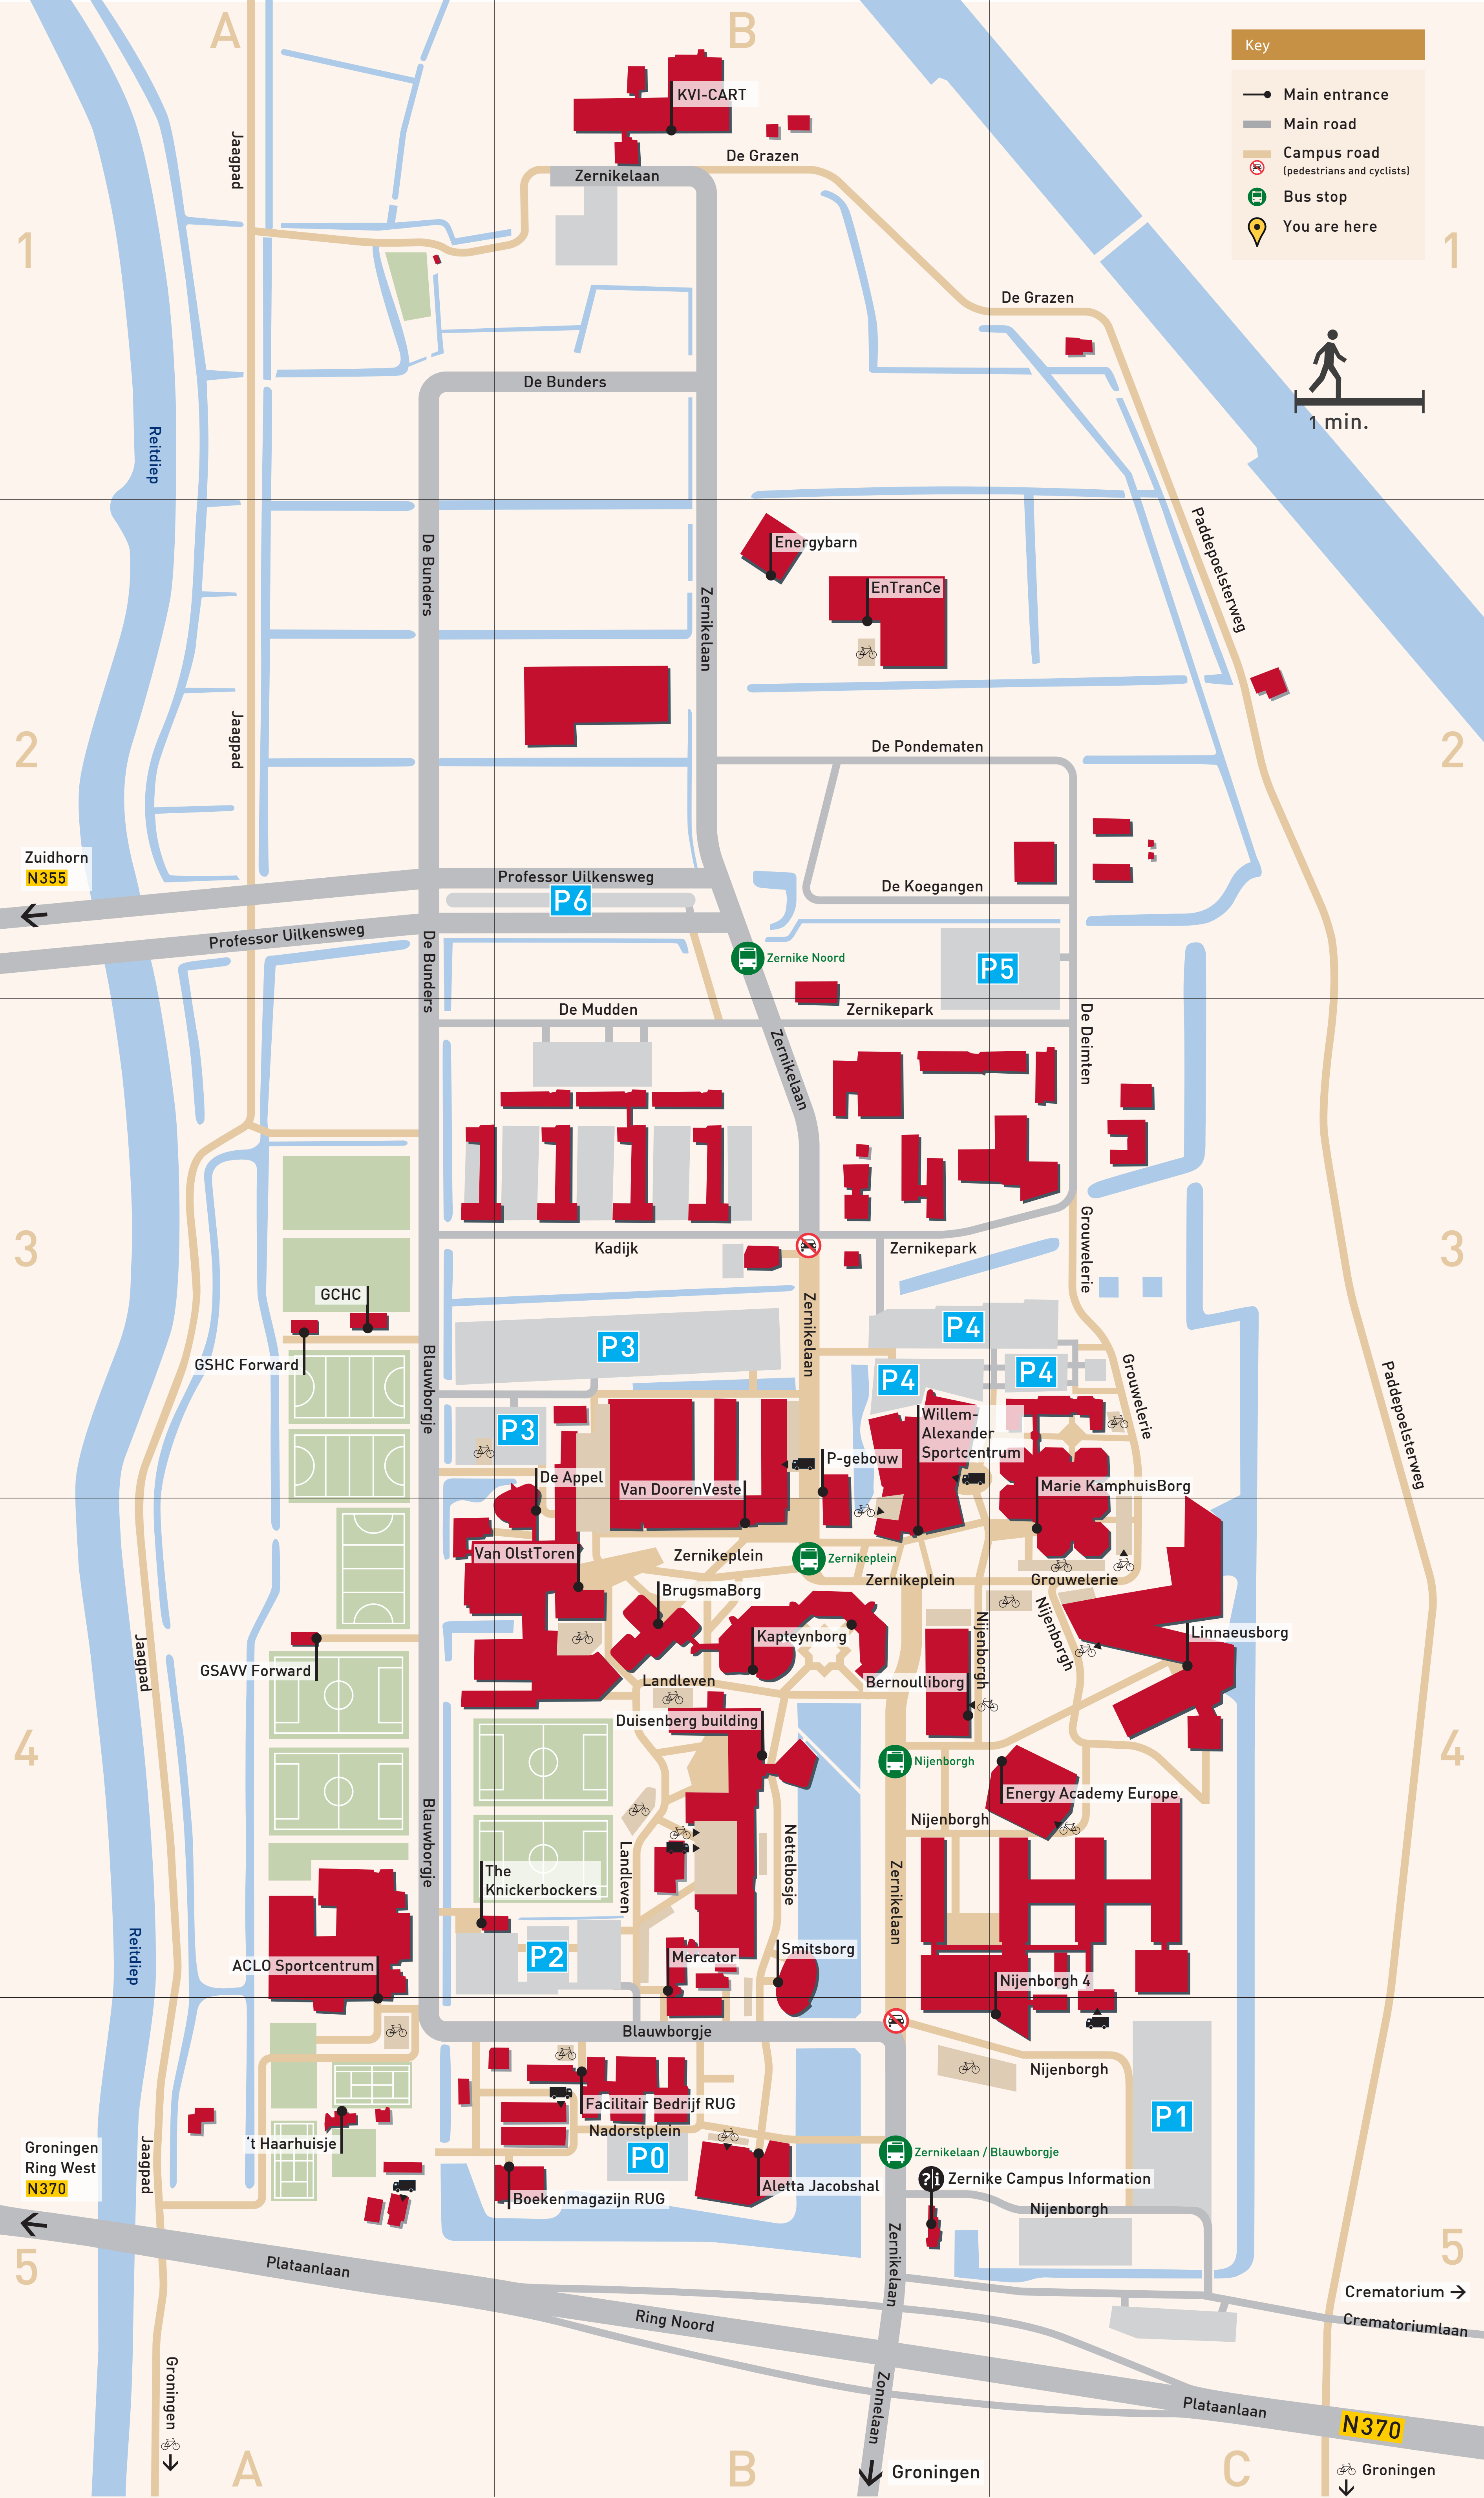 A
B
Key
Main entrance
Main road
Campus road
(pedestrians and cyclists)
Bus stop
You are here
1
1
1 min.
KVI-CART
De Grazen
Zernikelaan
Jaagpad
De Grazen
De Bunders
Reitdiep
Paddepoelsterweg
Energybarn
EnTranCe
De Bunders
Zernikelaan
Jaagpad
2
2
De Pondematen
Zuidhorn
N355
Professor Uilkensweg
P6
De Koegangen
Professor Uilkensweg
De Bunders
Zernike Noord
P5
De Mudden
Zernikepark
Zernikelaan
De Deimten
3
3
Kadijk
Zernikepark
Grouwelerie
GCHC
GSHC Forward
Blauwborgje
P3
Zernikelaan
P4
P4
P4
Grouwelerie
Paddepoelsterweg
P3
Willem-
Alexander
Sportcentrum
P-gebouw
De Appel
Van DoorenVeste
Marie KamphuisBorg
Van OlstToren
Zernikeplein
Zernikeplein
Zernikeplein
Grouwelerie
BrugsmaBorg
Kapteynborg
Nijenborgh
Nijenborgh
Linnaeusborg
Jaagpad
GSAVV Forward
Landleven
Bernoulliborg
Duisenberg building
4
4
Nijenborgh
Energy Academy Europe
Nijenborgh
Blauwborgje
Landleven
Nettelbosje
Zernikelaan
The
Knickerbockers
Reitdiep
ACLO Sportcentrum
P2
Mercator
Smitsborg
Nijenborgh 4
Blauwborgje
Nijenborgh
Facilitair Bedrijf RUG
P1
't Haarhuisje
Nadorstplein
P0
Zernikelaan / Blauwborgje
Groningen
Ring West
N370
Jaagpad
Boekenmagazijn RUG
Aletta Jacobshal
?i
Zernike Campus Information
Nijenborgh
5
5
Zernikelaan
Plataanlaan
Crematorium
Ring Noord
Crematoriumlaan
Groningen
Zonnelaan
Plataanlaan
N370
A
B
C
Groningen
Groningen